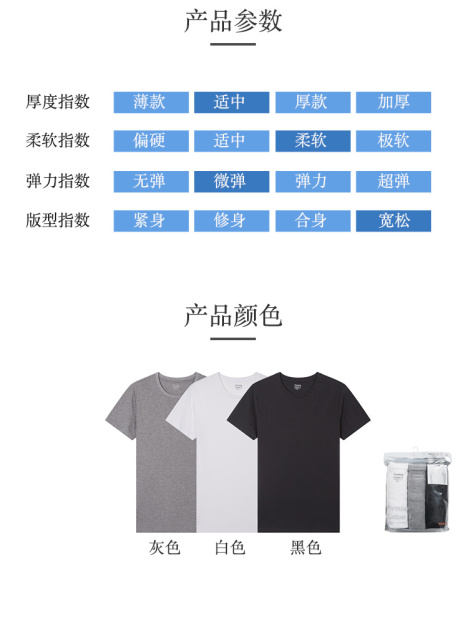 产品参数
厚度指数 薄款 适中 厚款 加厚
柔软指数 偏硬 适中 柔软 极软
弹力指数 无弹 微弹 弹力 超弹
版型指数 紧身 修身 合身 宽松
产品颜色
灰色 白色 黑色